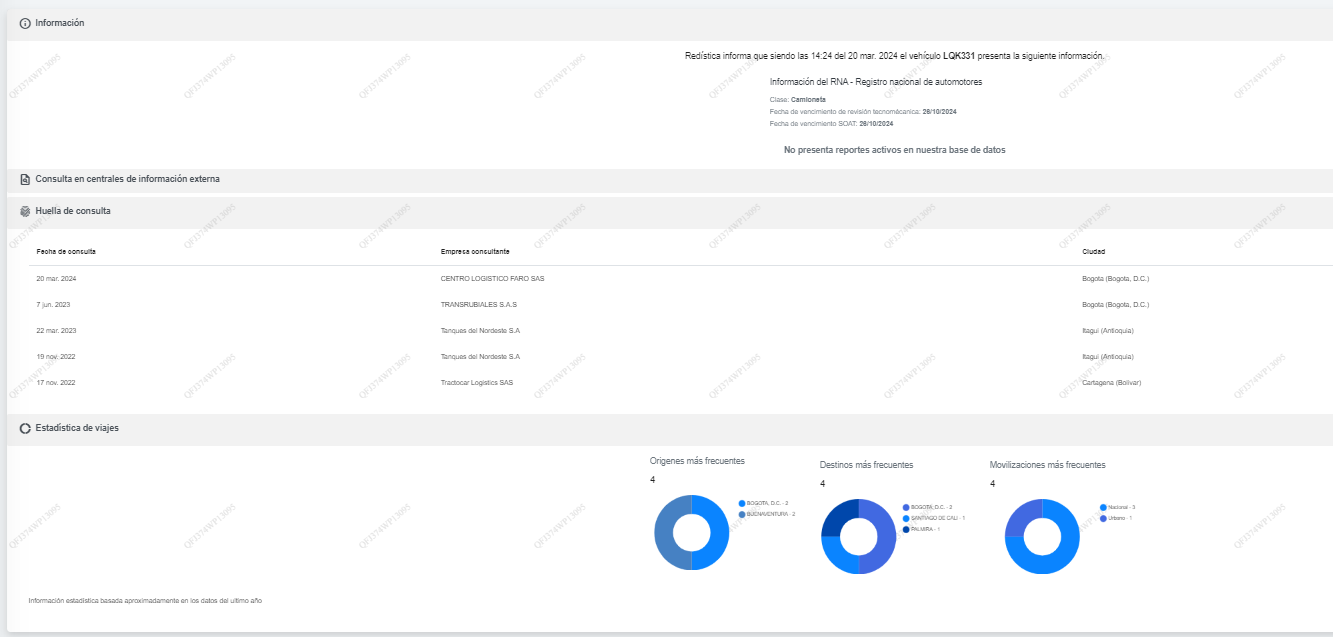 Información
Redística informa que siendo las 14:24 del 20 mar. 2024 el vehículo LQK331 presenta la siguiente información.
Información del RNA - Registro nacional de automotores
Clase: Camioneta
Fecha de vencimiento de revisión tecnomécanica: 26/10/2024
Fecha de vencimiento SOAT: 26/10/2024
No presenta reportes activos en nuestra base de datos
Consulta en centrales de información externa
Huella de consulta
Fecha de consulta Empresa consultante Ciudad
20 mar. 2024 CENTRO LOGISTICO FARO SAS Bogota (Bogota, D.C.)
7 jun. 2023 TRANSRUBIALES S.A.S Bogota (Bogota, D.C.)
22 mar. 2023 Tanques del Nordeste S.A Itagui (Antioquia)
19 nov. 2022 Tanques del Nordeste S.A Itagui (Antioquia)
17 nov. 2022 Tractocar Logistics SAS Cartagena (Bolivar)
Estadística de viajes
Origenes más frecuentes Destinos más frecuentes Movilizaciones más frecuentes
4 4 4
BOGOTA, D.C. - 2 BOGOTA, D.C. - 2 Nacional - 3
BUENAVENTURA - 2 SANTIAGO DE CALI - 1 Urbano - 1
PALMIRA - 1
Información estadística basada aproximadamente en los datos del ultimo año